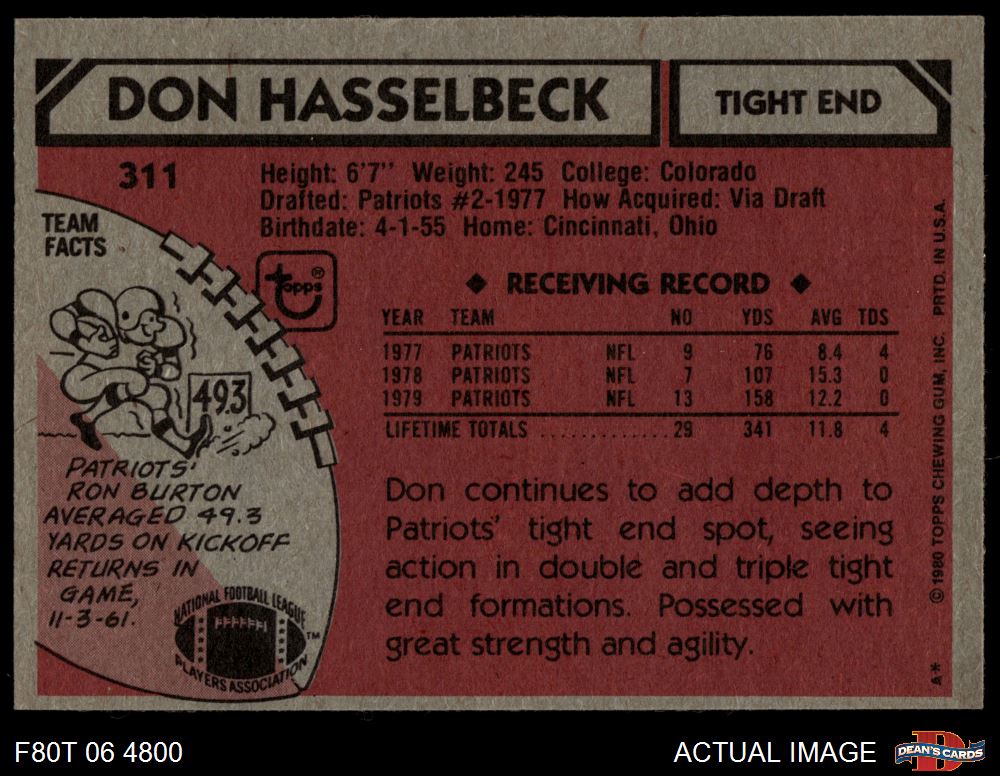 DON HASSELBECK
TIGHT END
311
Height: 6'7" Weight: 245 College: Colorado
Drafted: Patriots #2-1977 How Acquired: Via Draft
Birthdate: 4-1-55 Home: Cincinnati, Ohio
TEAM
FACTS
topps®
◆ RECEIVING RECORD ◆
YEAR TEAM NO YDS AVG TDS
1977 PATRIOTS NFL 9 76 8.4 4
1978 PATRIOTS NFL 7 107 15.3 0
1979 PATRIOTS NFL 13 158 12.2 0
LIFETIME TOTALS ............. 29 341 11.8 4
49.3
PATRIOTS'
RON BURTON
AVERAGED 49.3
YARDS ON KICKOFF
RETURNS IN
GAME,
11-3-61.
NATIONAL FOOTBALL LEAGUE
PLAYERS ASSOCIATION
™
Don continues to add depth to
Patriots' tight end spot, seeing
action in double and triple tight
end formations. Possessed with
great strength and agility.
A* ©1980 TOPPS CHEWING GUM, INC. PRTD. IN U.S.A.
F80T 06 4800
ACTUAL IMAGE
DEAN'S CARDS